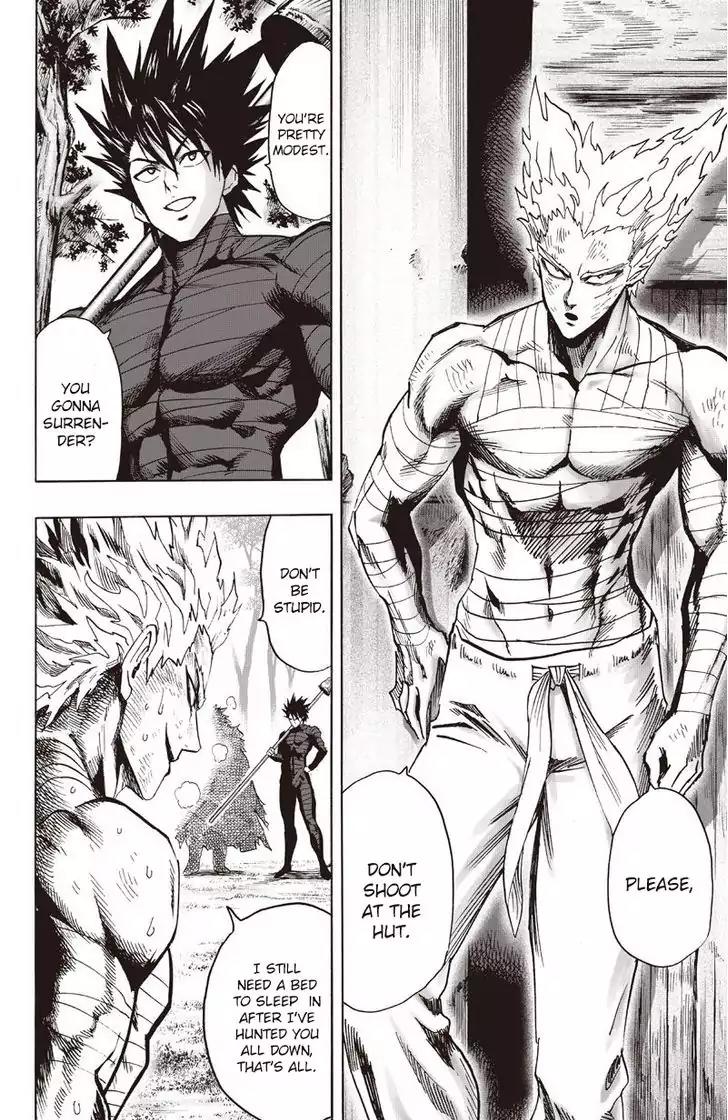 PLEASE,
DON'T
SHOOT
AT THE
HUT.
YOU'RE
PRETTY
MODEST.
YOU
GONNA
SURREN-
DER?
DON'T
BE
STUPID.
I STILL
NEED A BED
TO SLEEP IN
AFTER I'VE
HUNTED YOU
ALL DOWN,
THAT'S ALL.